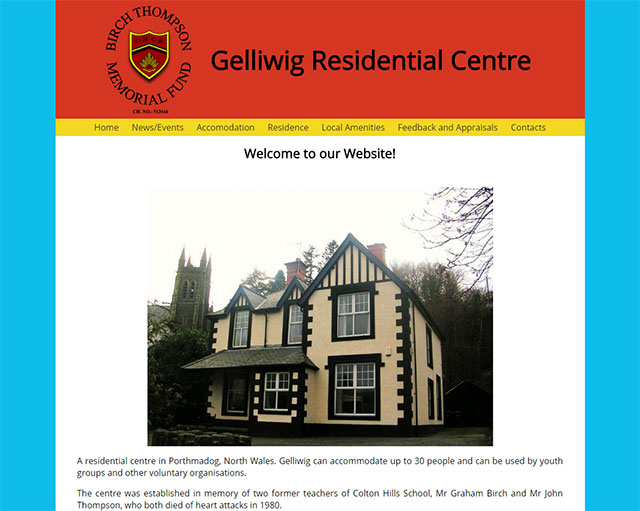 BIRCH THOMPSON
MEMORIAL FUND
Gelliwig Residential Centre
Home News/Events Accomodation Residence Local Amenities Feedback and Appraisals Contacts
Welcome to our Website!
A residential centre in Porthmadog, North Wales. Gelliwig can accommodate up to 30 people and can be used by youth
groups and other voluntary organisations.
The centre was established in memory of two former teachers of Colton Hills School, Mr Graham Birch and Mr John
Thompson, who both died of heart attacks in 1980.